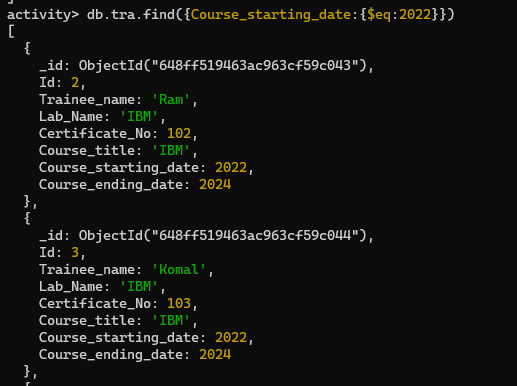 activity> db.tra.find({Course_starting_date:{$eq:2022}})
[
  {
    _id: ObjectId("648ff519463ac963cf59c043"),
    Id: 2,
    Trainee_name: 'Ram',
    Lab_Name: 'IBM',
    Certificate_No: 102,
    Course_title: 'IBM',
    Course_starting_date: 2022,
    Course_ending_date: 2024
  },
  {
    _id: ObjectId("648ff519463ac963cf59c044"),
    Id: 3,
    Trainee_name: 'Komal',
    Lab_Name: 'IBM',
    Certificate_No: 103,
    Course_title: 'IBM',
    Course_starting_date: 2022,
    Course_ending_date: 2024
  },